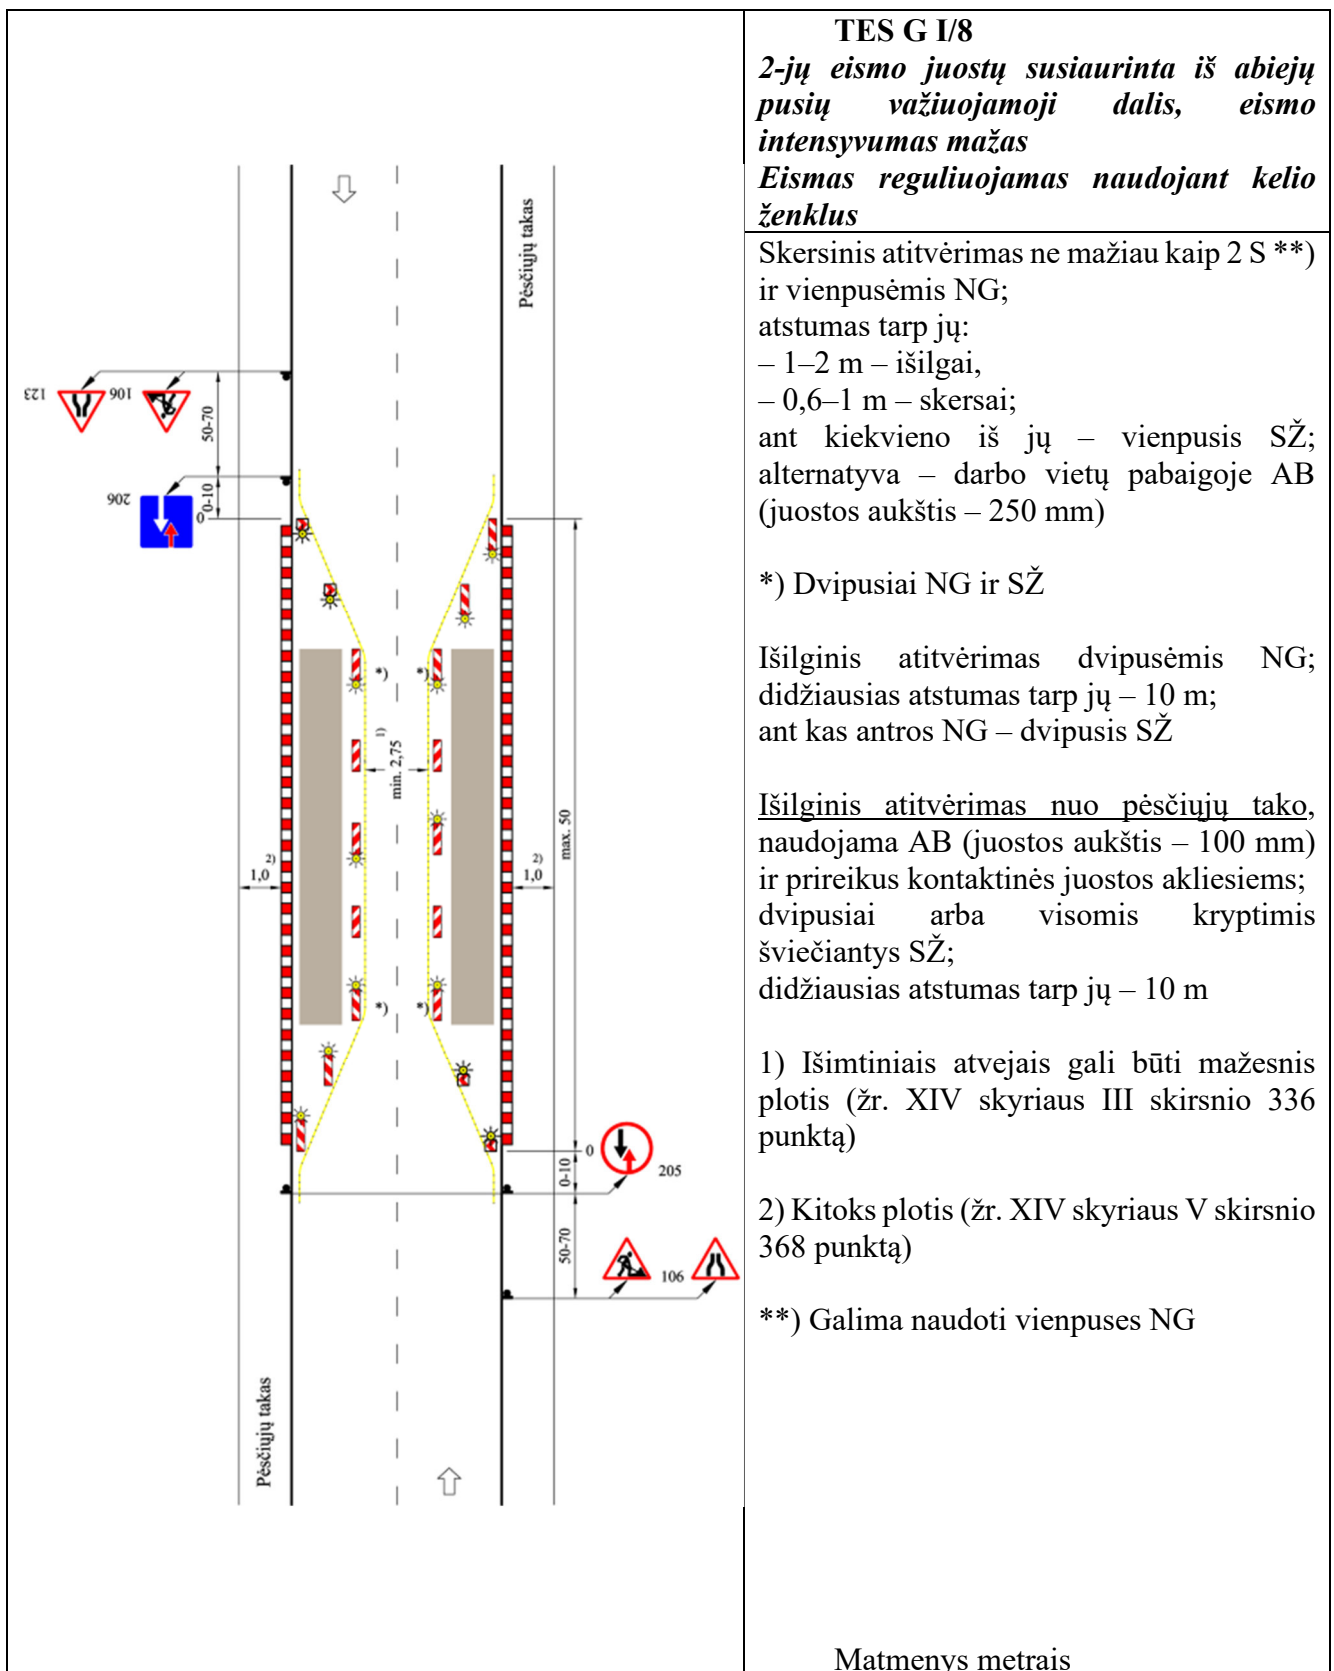 TES G I/8
2-jų eismo juostų susiaurinta iš abiejų
pusių važiuojamoji dalis, eismo
intensyvumas mažas
Eismas reguliuojamas naudojant kelio
ženklus
Skersinis atitvėrimas ne mažiau kaip 2 S **)
ir vienpusėmis NG;
atstumas tarp jų:
– 1–2 m – išilgai,
– 0,6–1 m – skersai;
ant kiekvieno iš jų – vienpusis SŽ;
alternatyva – darbo vietų pabaigoje AB
(juostos aukštis – 250 mm)
*) Dvipusiai NG ir SŽ
Išilginis atitvėrimas dvipusėmis NG;
didžiausias atstumas tarp jų – 10 m;
ant kas antros NG – dvipusis SŽ
Išilginis atitvėrimas nuo pėsčiųjų tako,
naudojama AB (juostos aukštis – 100 mm)
ir prireikus kontaktinės juostos akliesiems;
dvipusiai arba visomis kryptimis
šviečiantys SŽ;
didžiausias atstumas tarp jų – 10 m
1) Išimtiniais atvejais gali būti mažesnis
plotis (žr. XIV skyriaus III skirsnio 336
punktą)
2) Kitoks plotis (žr. XIV skyriaus V skirsnio
368 punktą)
**) Galima naudoti vienpuses NG
Matmenys metrais
Pėsčiųjų takas
123
106
50-70
206
0-10
0
*)
*)
1)
min. 2,75
max. 50
2)
1,0
2)
1,0
*)
*)
0
0-10
205
50-70
106
Pėsčiųjų takas